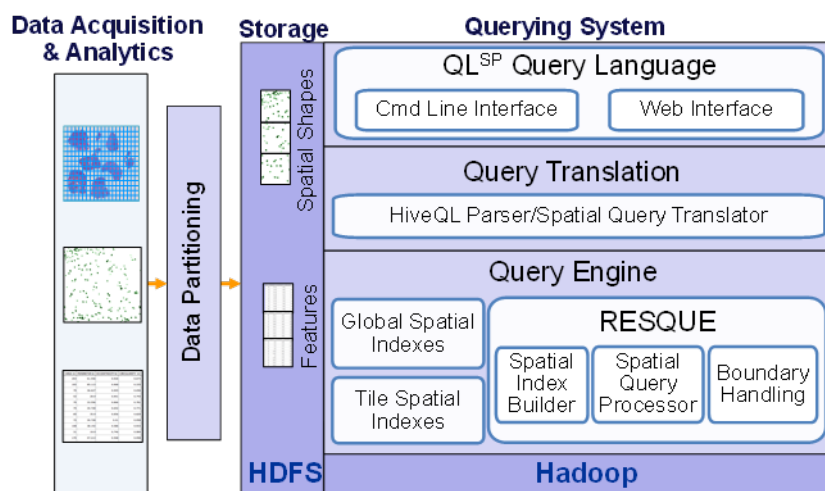 Data Acquisition
& Analytics
Storage
Querying System
Data Partitioning
Spatial Shapes
Features
HDFS
QLSP Query Language
Cmd Line Interface
Web Interface
Query Translation
HiveQL Parser/Spatial Query Translator
Query Engine
Global Spatial
Indexes
Tile Spatial
Indexes
RESQUE
Spatial
Index
Builder
Spatial
Query
Processor
Boundary
Handling
Hadoop